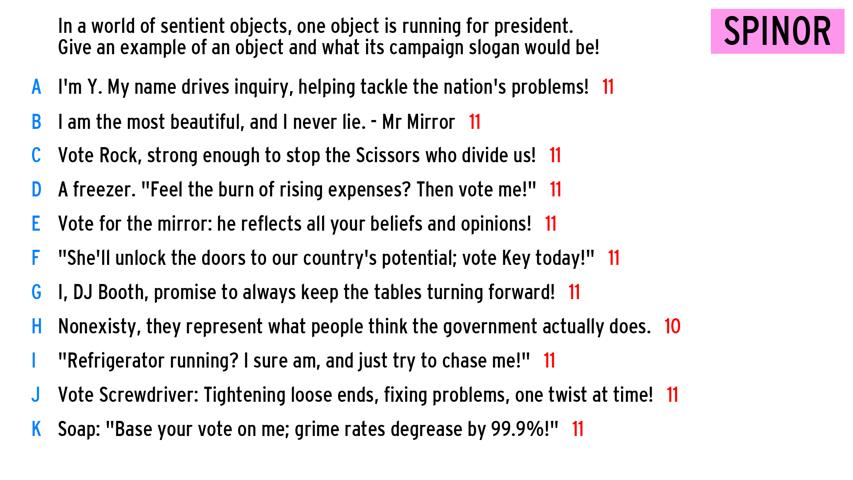 In a world of sentient objects, one object is running for president.
Give an example of an object and what its campaign slogan would be!
SPINOR
A I'm Y. My name drives inquiry, helping tackle the nation's problems! 11
B I am the most beautiful, and I never lie. - Mr Mirror 11
C Vote Rock, strong enough to stop the Scissors who divide us! 11
D A freezer. "Feel the burn of rising expenses? Then vote me!" 11
E Vote for the mirror: he reflects all your beliefs and opinions! 11
F "She'll unlock the doors to our country's potential; vote Key today!" 11
G I, DJ Booth, promise to always keep the tables turning forward! 11
H Nonexisty, they represent what people think the government actually does. 10
I "Refrigerator running? I sure am, and just try to chase me!" 11
J Vote Screwdriver: Tightening loose ends, fixing problems, one twist at time! 11
K Soap: "Base your vote on me; grime rates degrease by 99.9%!" 11